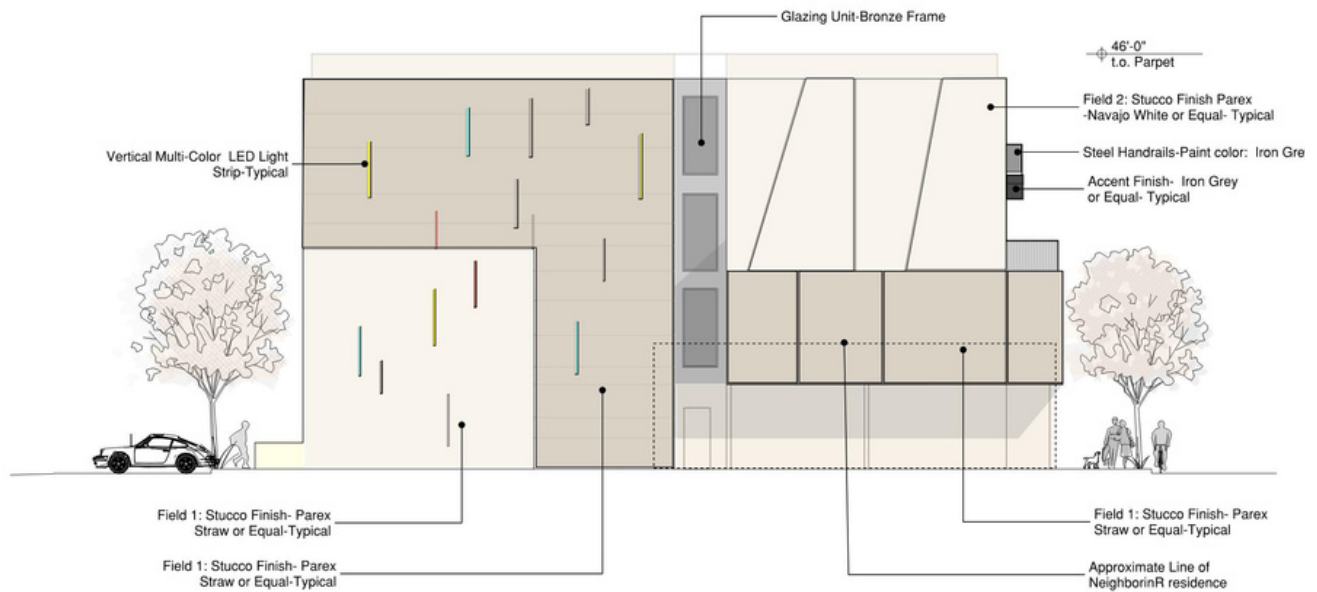 Glazing Unit-Bronze Frame
46'-0"
t.o. Parpet
Field 2: Stucco Finish Parex
-Navajo White or Equal- Typical
Vertical Multi-Color LED Light
Strip-Typical
Steel Handrails-Paint color: Iron Gre
Accent Finish- Iron Grey
or Equal- Typical
Field 1: Stucco Finish- Parex
Straw or Equal-Typical
Field 1: Stucco Finish- Parex
Straw or Equal-Typical
Field 1: Stucco Finish- Parex
Straw or Equal-Typical
Approximate Line of
NeighborinR residence